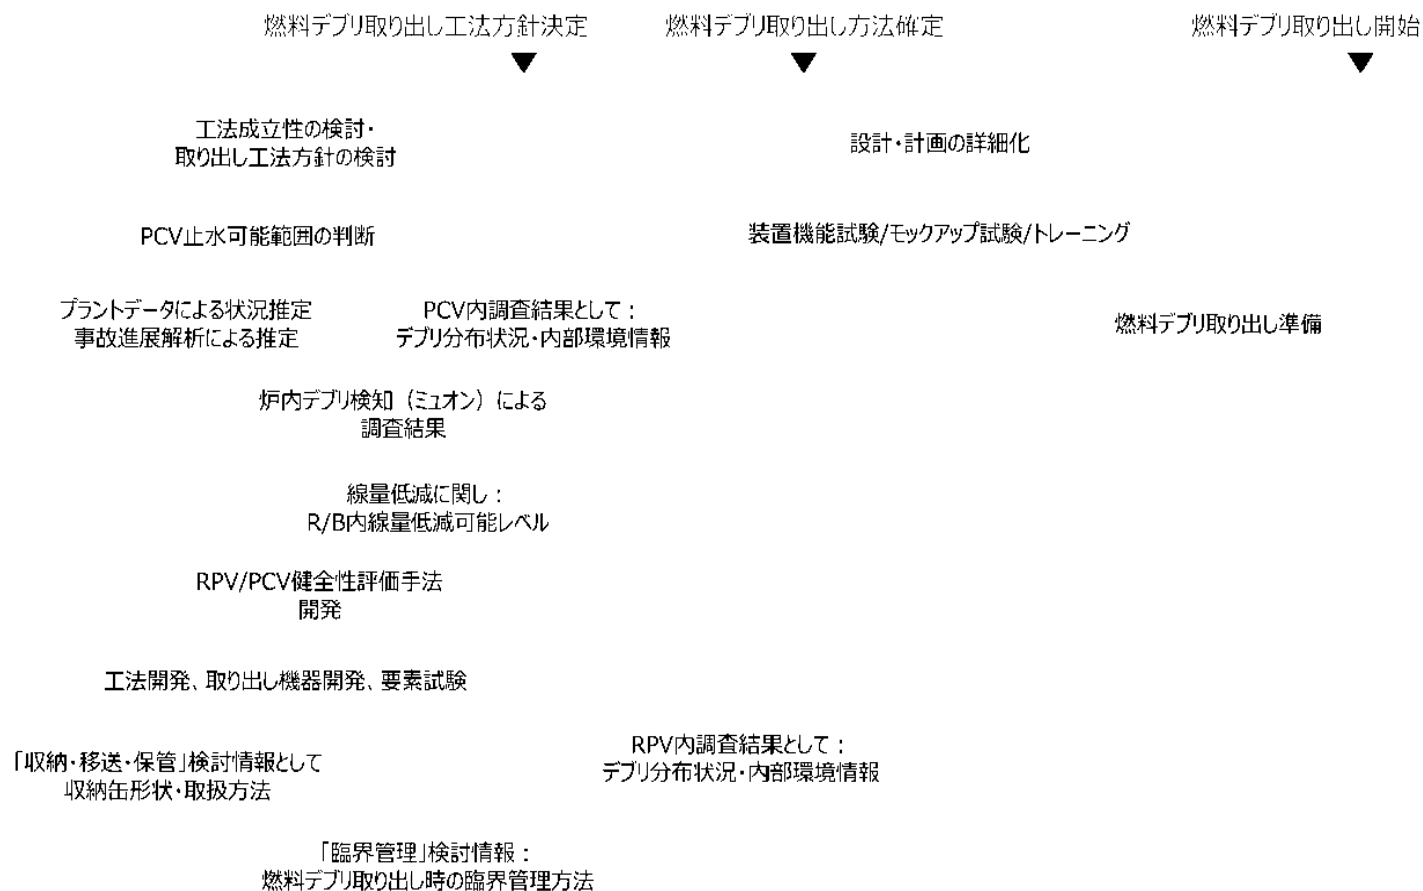 燃料デブリ取り出し工法方針決定
燃料デブリ取り出し方法確定
燃料デブリ取り出し開始
工法成立性の検討・
取り出し工法方針の検討
設計・計画の詳細化
PCV止水可能範囲の判断
装置機能試験/モックアップ試験/トレーニング
プラントデータによる状況推定
事故進展解析による推定
PCV内調査結果として：
デブリ分布状況・内部環境情報
燃料デブリ取り出し準備
炉内デブリ検知（ミュオン）による
調査結果
線量低減に関し：
R/B内線量低減可能レベル
RPV/PCV健全性評価手法
開発
工法開発、取り出し機器開発、要素試験
「収納・移送・保管」検討情報として
収納缶形状・取扱方法
RPV内調査結果として：
デブリ分布状況・内部環境情報
「臨界管理」検討情報：
燃料デブリ取り出し時の臨界管理方法